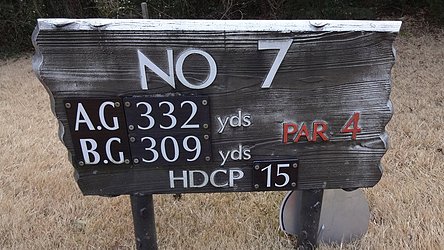 NO 7
A.G 332 yds
B.G 309 yds
PAR 4
HDCP 15